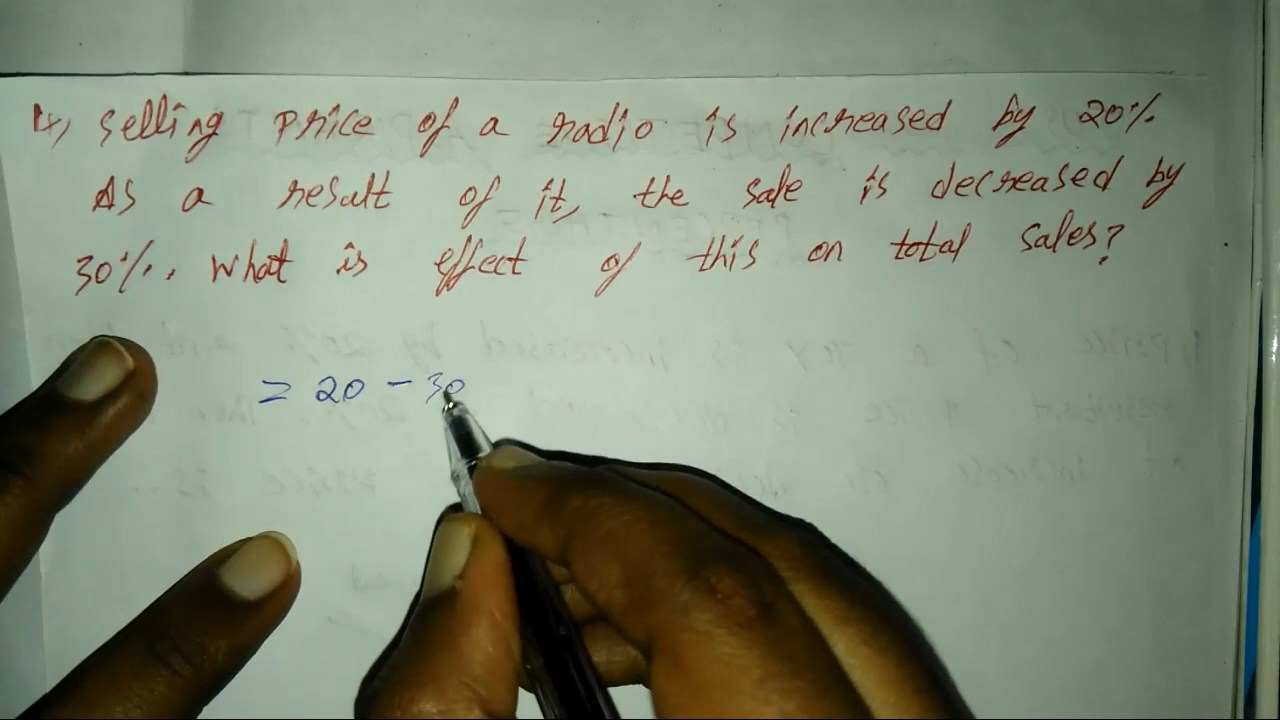 4, selling price of a radio is increased by 20%.
As a result of it, the sale is decreased by
30%. what is effect of this on total sales?
= 20 - 30